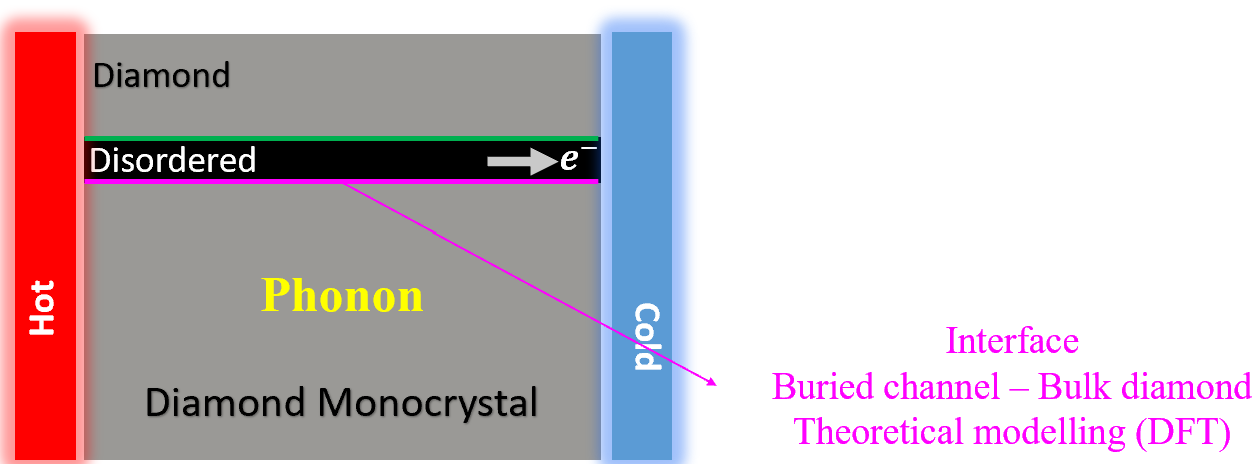 Diamond
Disordered
e⁻
Hot
Phonon
Cold
Diamond Monocrystal
Interface
Buried channel – Bulk diamond
Theoretical modelling (DFT)